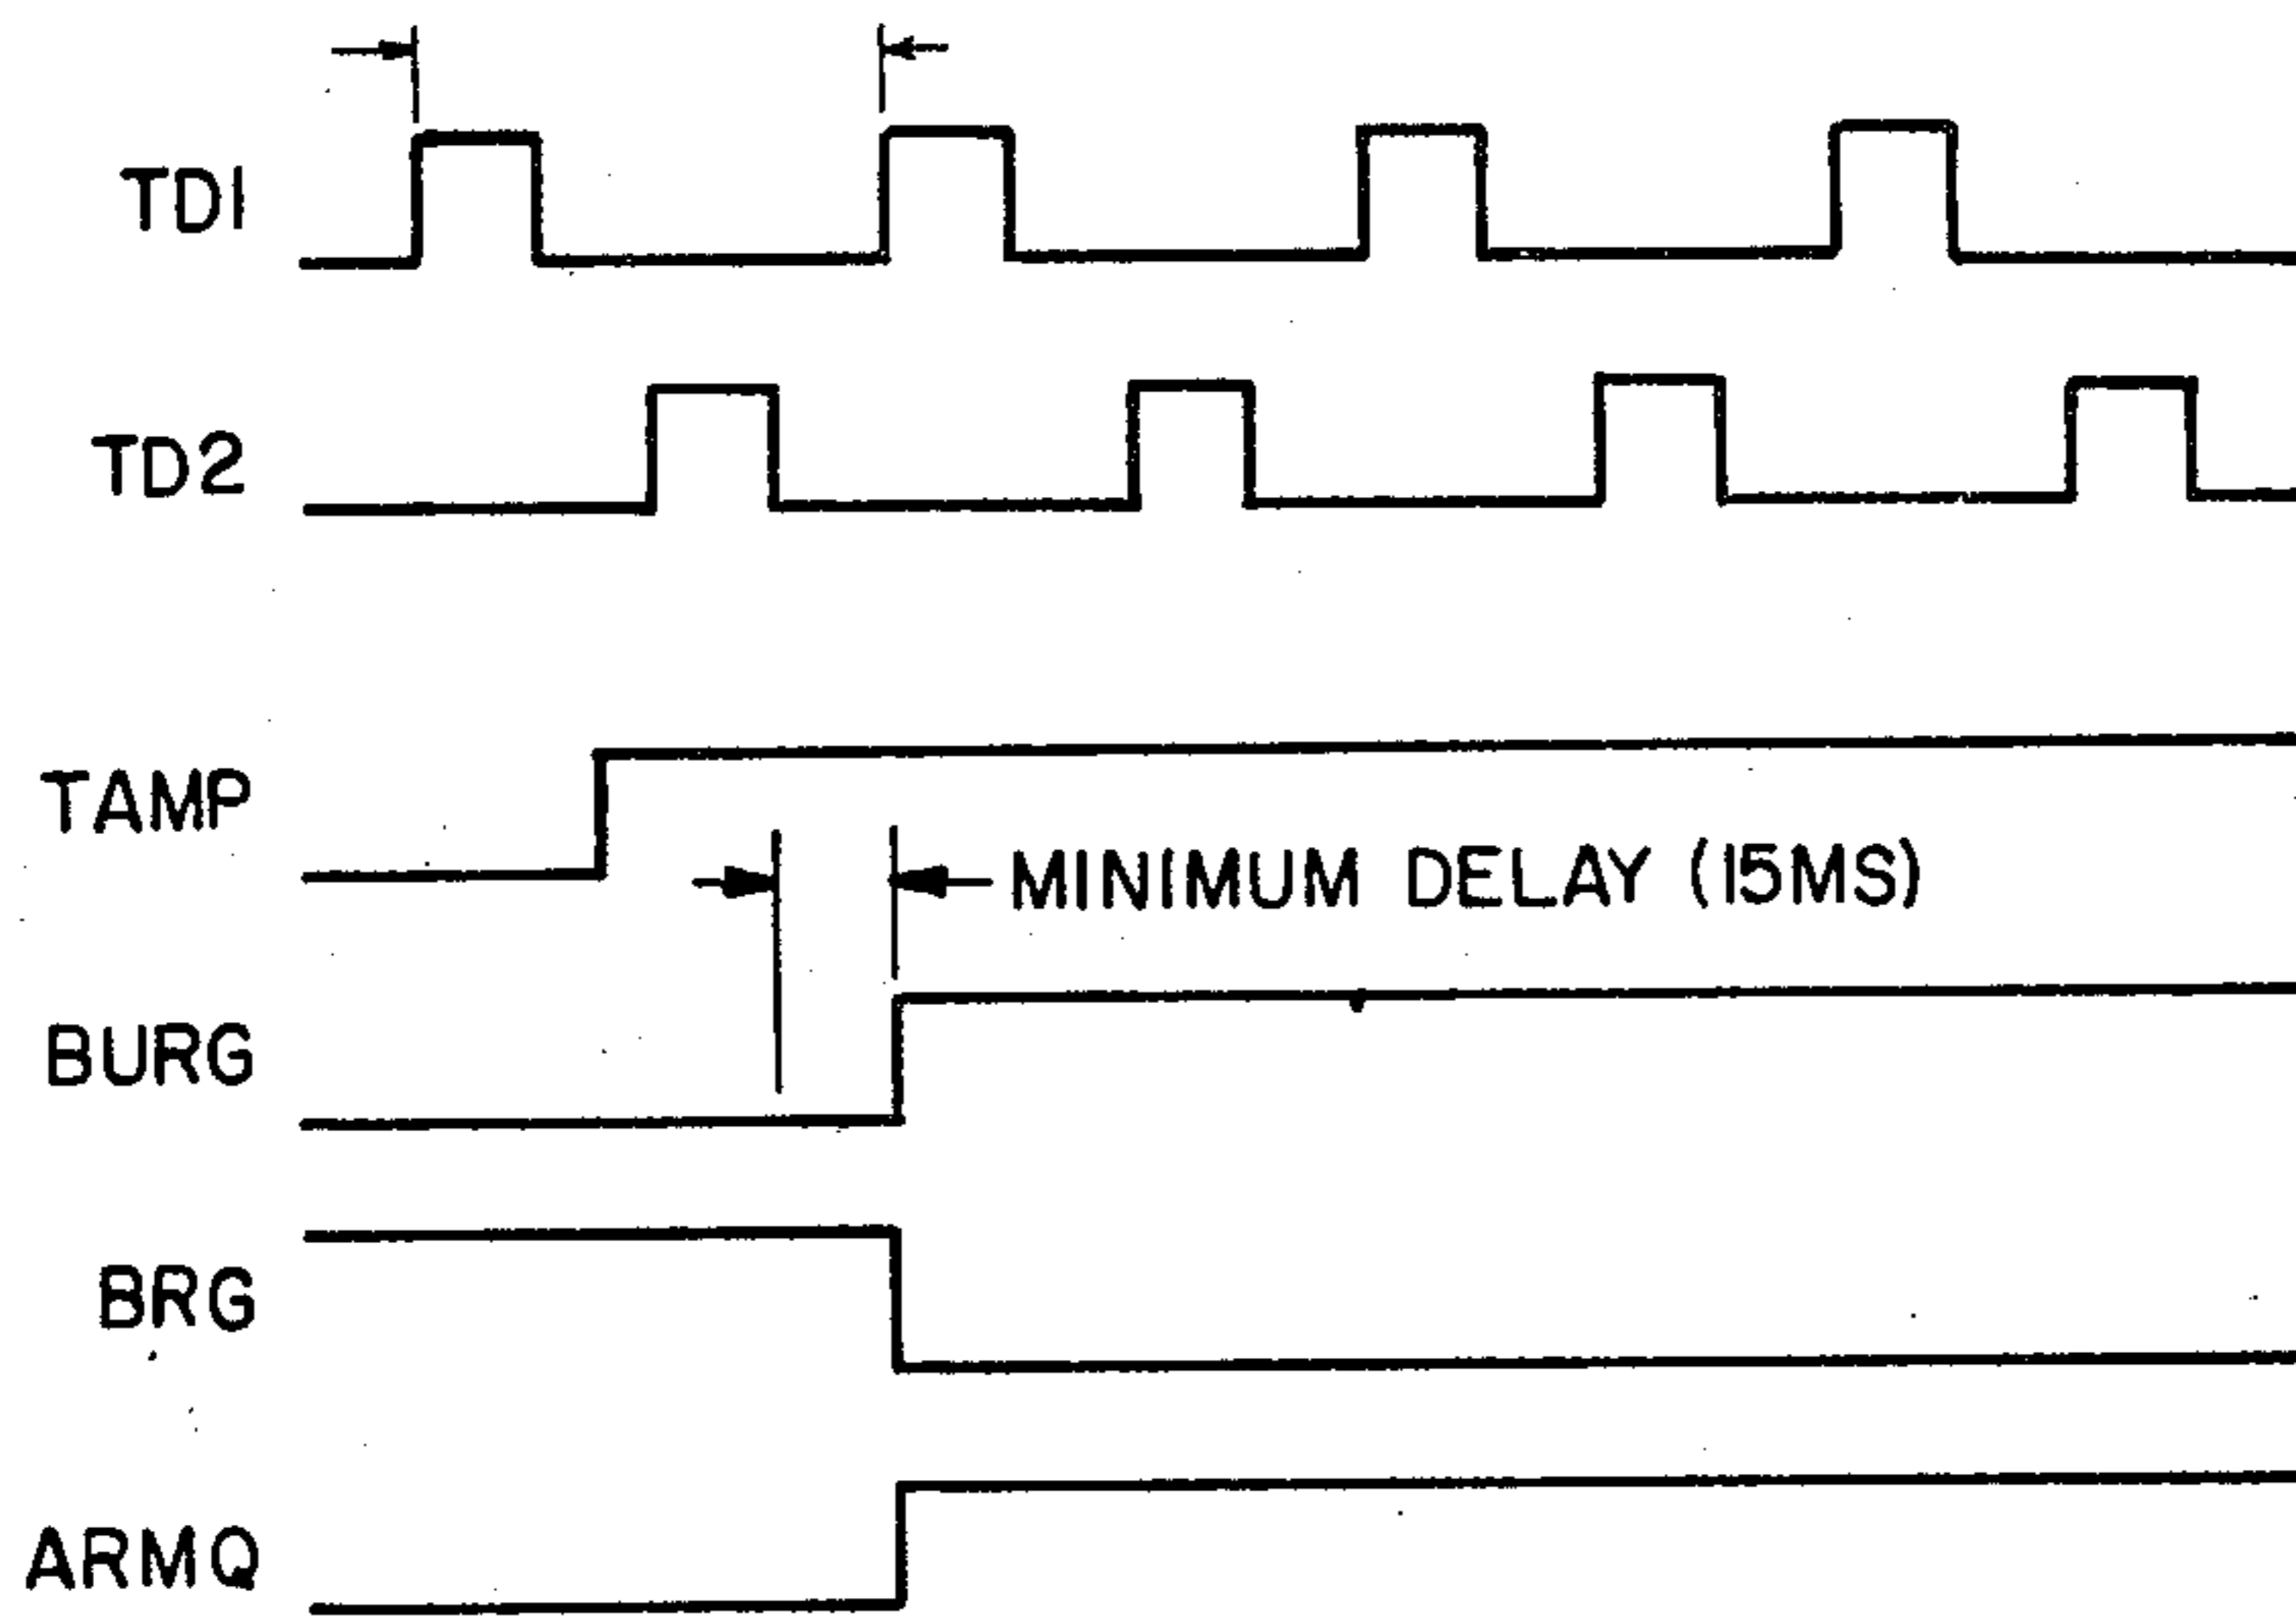 TD1
TD2
TAMP
MINIMUM DELAY (15MS)
BURG
BRG
ARMQ